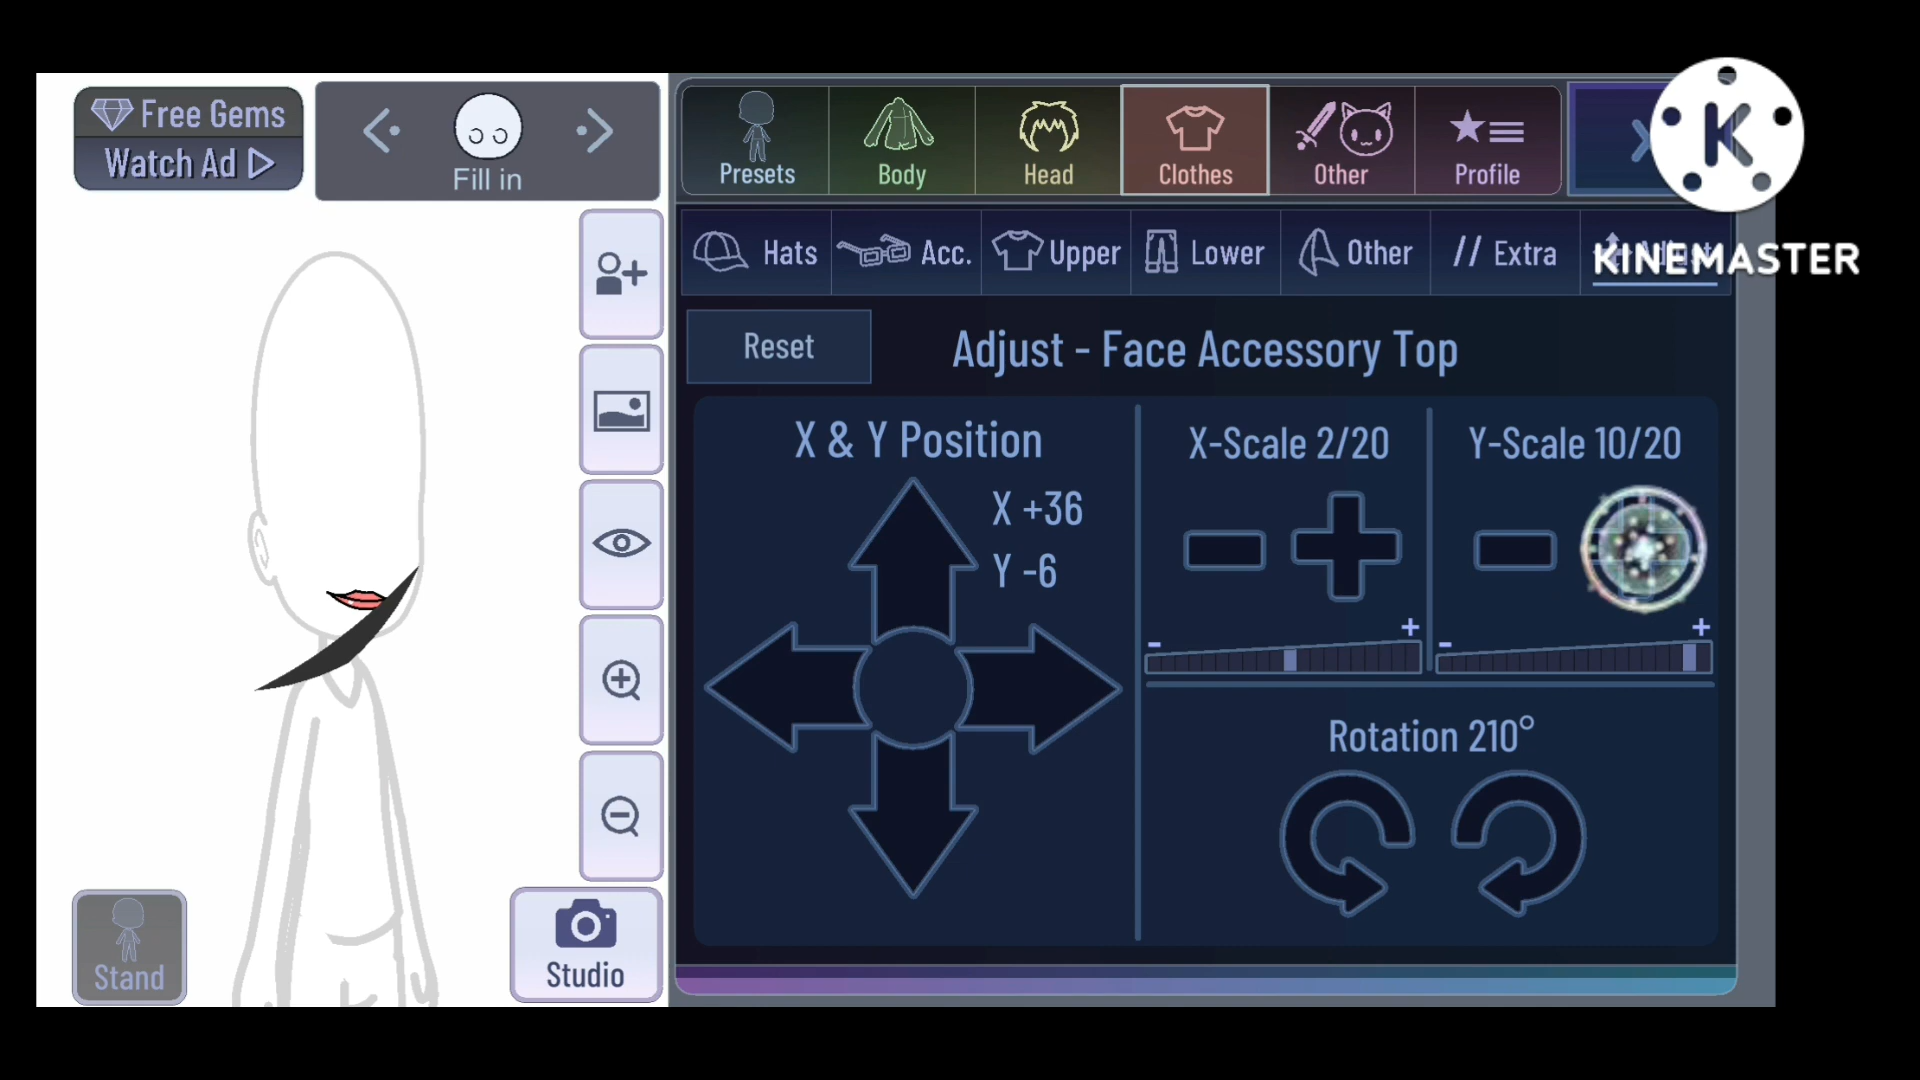 Free Gems
Watch Ad
Fill in
Presets
Body
Head
Clothes
Other
Profile
K
Hats
Acc.
Upper
Lower
Other
Extra
KINEMASTER
Reset
Adjust - Face Accessory Top
X & Y Position
X +36
Y -6
X-Scale 2/20
Y-Scale 10/20
Rotation 210°
Stand
Studio